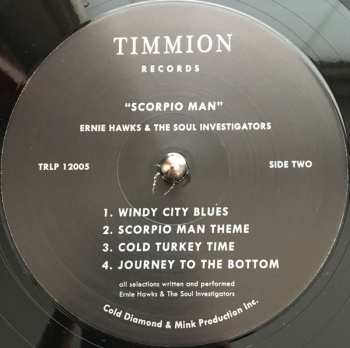 TIMMION
RECORDS
"SCORPIO MAN"
ERNIE HAWKS & THE SOUL INVESTIGATORS
TRLP 12005
SIDE TWO
1. WINDY CITY BLUES
2. SCORPIO MAN THEME
3. COLD TURKEY TIME
4. JOURNEY TO THE BOTTOM
all selections written and performed
Ernie Hawks & The Soul Investigators
Cold Diamond & Mink Production Inc.